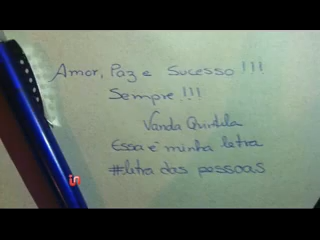 Amor, Paz e Sucesso!!!
Sempre!!!
Vanda Quintela
Essa é minha letra
#letra das pessoas